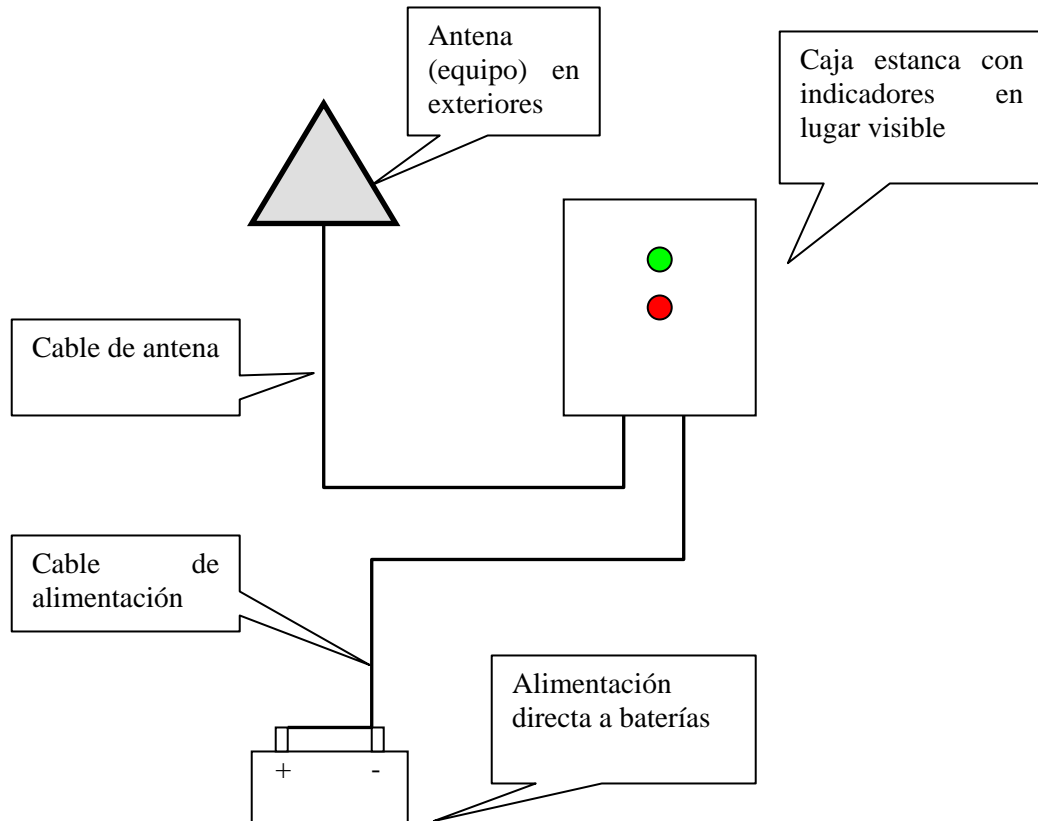 Antena
(equipo) en
exteriores
Caja estanca con
indicadores en
lugar visible
Cable de antena
Cable de
alimentación
Alimentación
directa a baterías
+ -